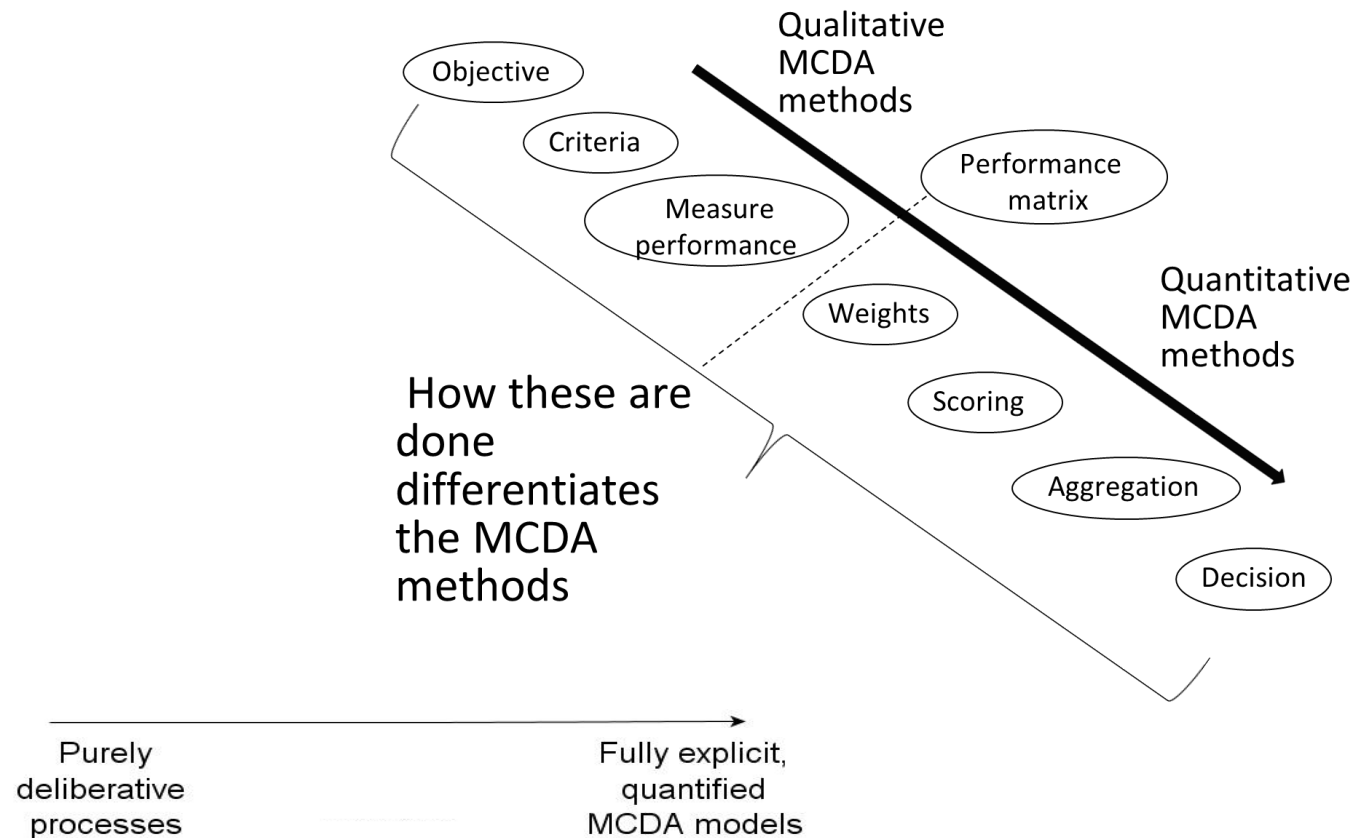 Qualitative
MCDA
methods
Objective
Criteria
Measure
performance
Performance
matrix
Weights
Quantitative
MCDA
methods
Scoring
Aggregation
Decision
How these are
done
differentiates
the MCDA
methods
Purely
deliberative
processes
Fully explicit,
quantified
MCDA models